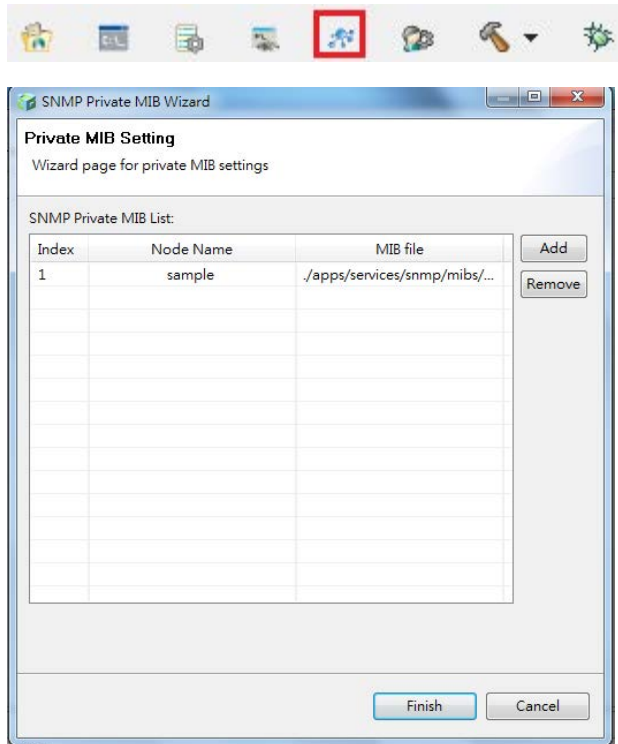 SNMP Private MIB Wizard
Private MIB Setting
Wizard page for private MIB settings
SNMP Private MIB List:
Index Node Name MIB file Add
1 sample ./apps/services/snmp/mibs/... Remove
Finish Cancel